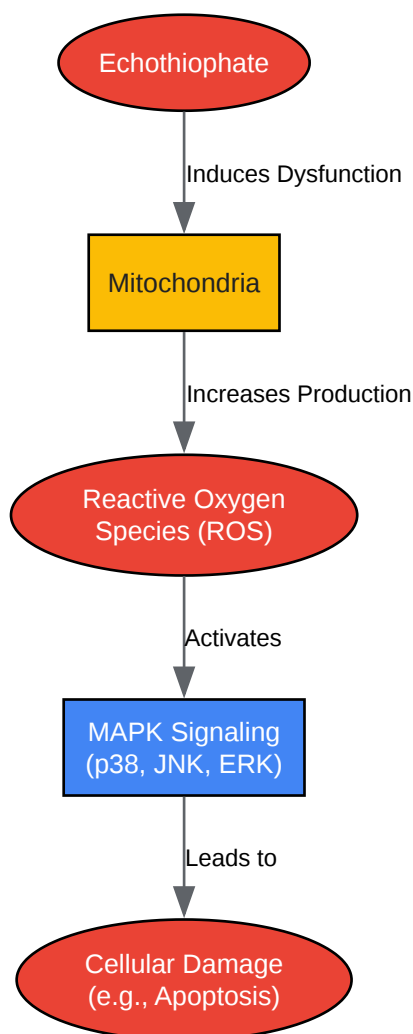 Echothiophate
Induces Dysfunction
Mitochondria
Increases Production
Reactive Oxygen
Species (ROS)
Activates
MAPK Signaling
(p38, JNK, ERK)
Leads to
Cellular Damage
(e.g., Apoptosis)